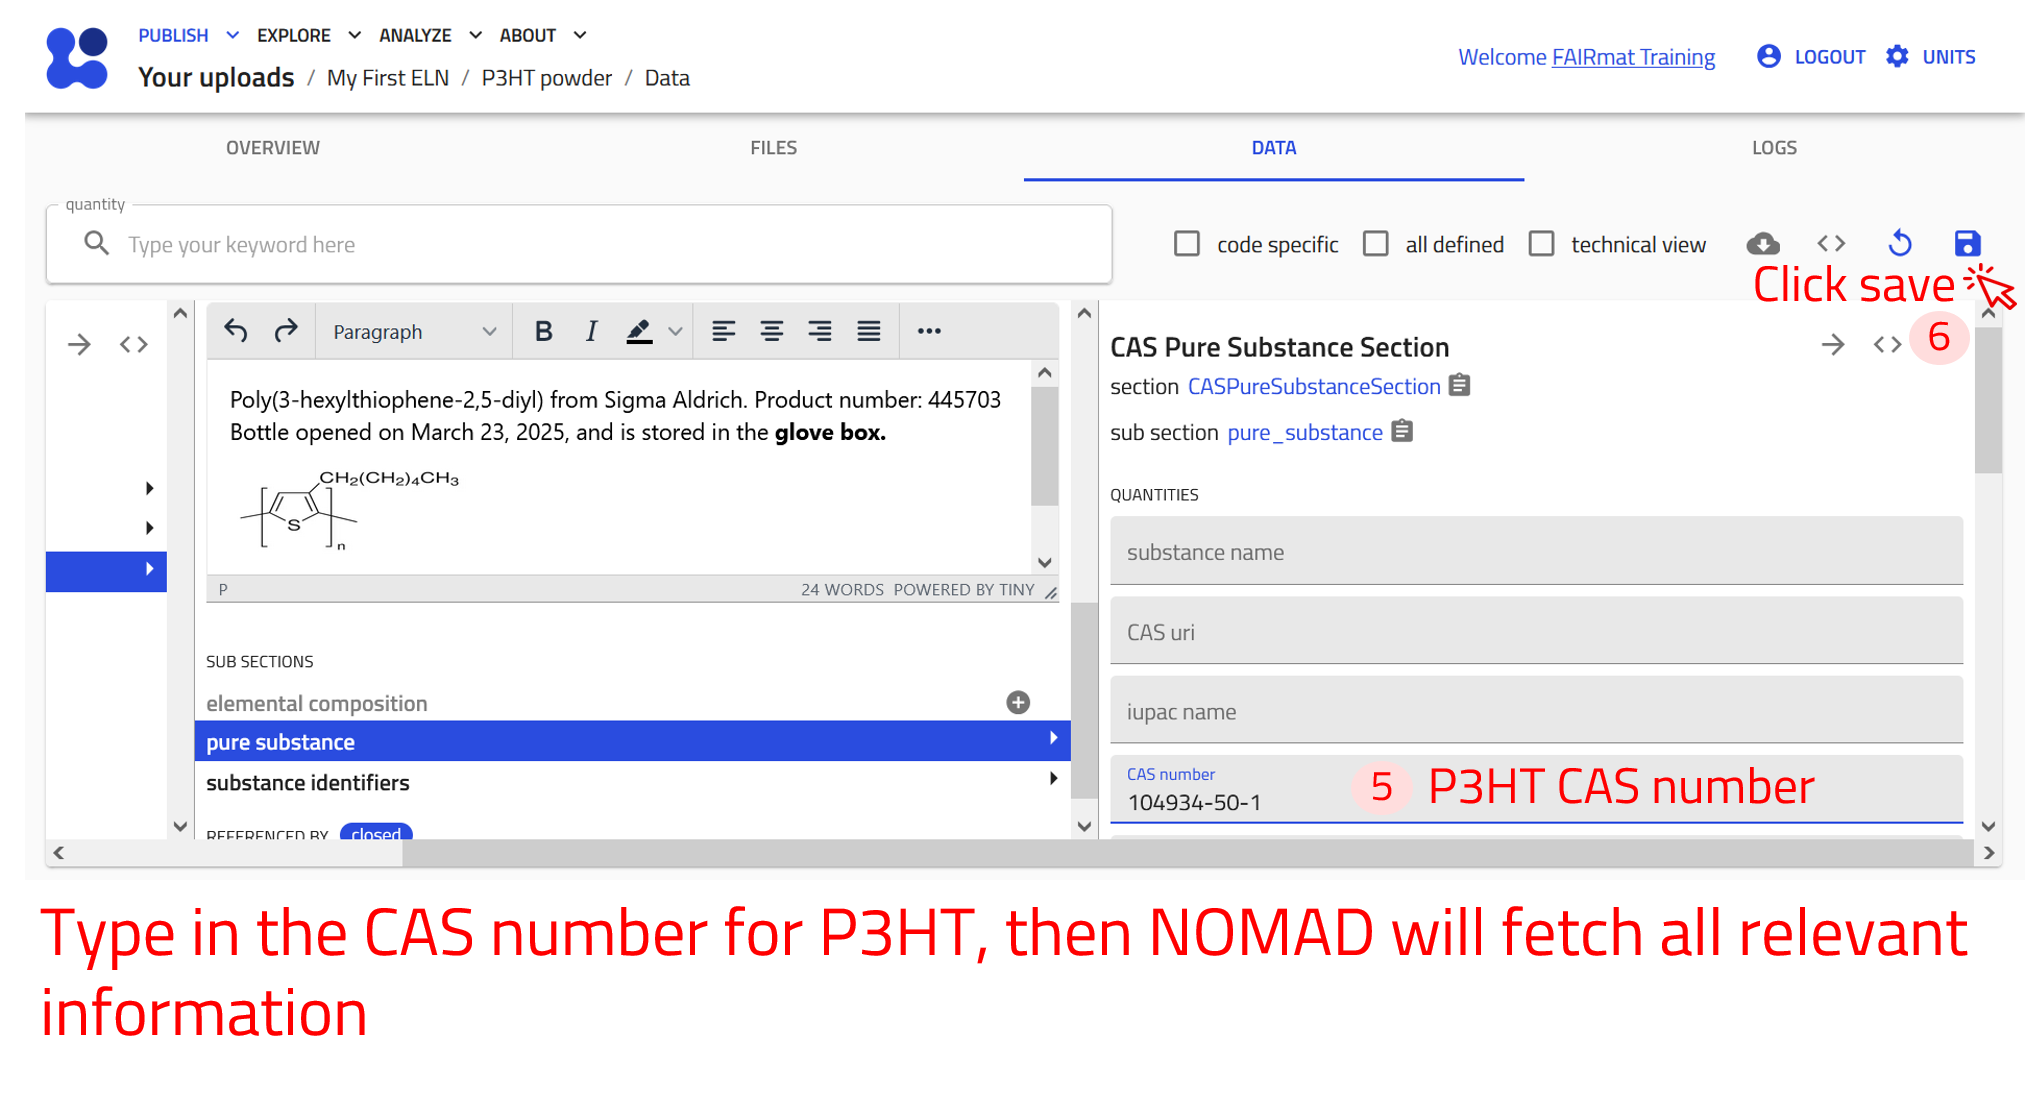 PUBLISH EXPLORE ANALYZE ABOUT
Your uploads / My First ELN / P3HT powder / Data
Welcome FAIRmat Training LOGOUT UNITS
OVERVIEW FILES DATA LOGS
quantity
Type your keyword here
code specific all defined technical view
Click save
6
Paragraph B I
Poly(3-hexylthiophene-2,5-diyl) from Sigma Aldrich. Product number: 445703
Bottle opened on March 23, 2025, and is stored in the glove box.
CH2(CH2)4CH3
S
n
P 24 WORDS POWERED BY TINY
SUB SECTIONS
elemental composition
pure substance
substance identifiers
REFERENCED BY closed
CAS Pure Substance Section
section CASPureSubstanceSection
sub section pure_substance
QUANTITIES
substance name
CAS uri
iupac name
CAS number
104934-50-1
5 P3HT CAS number
Type in the CAS number for P3HT, then NOMAD will fetch all relevant
information